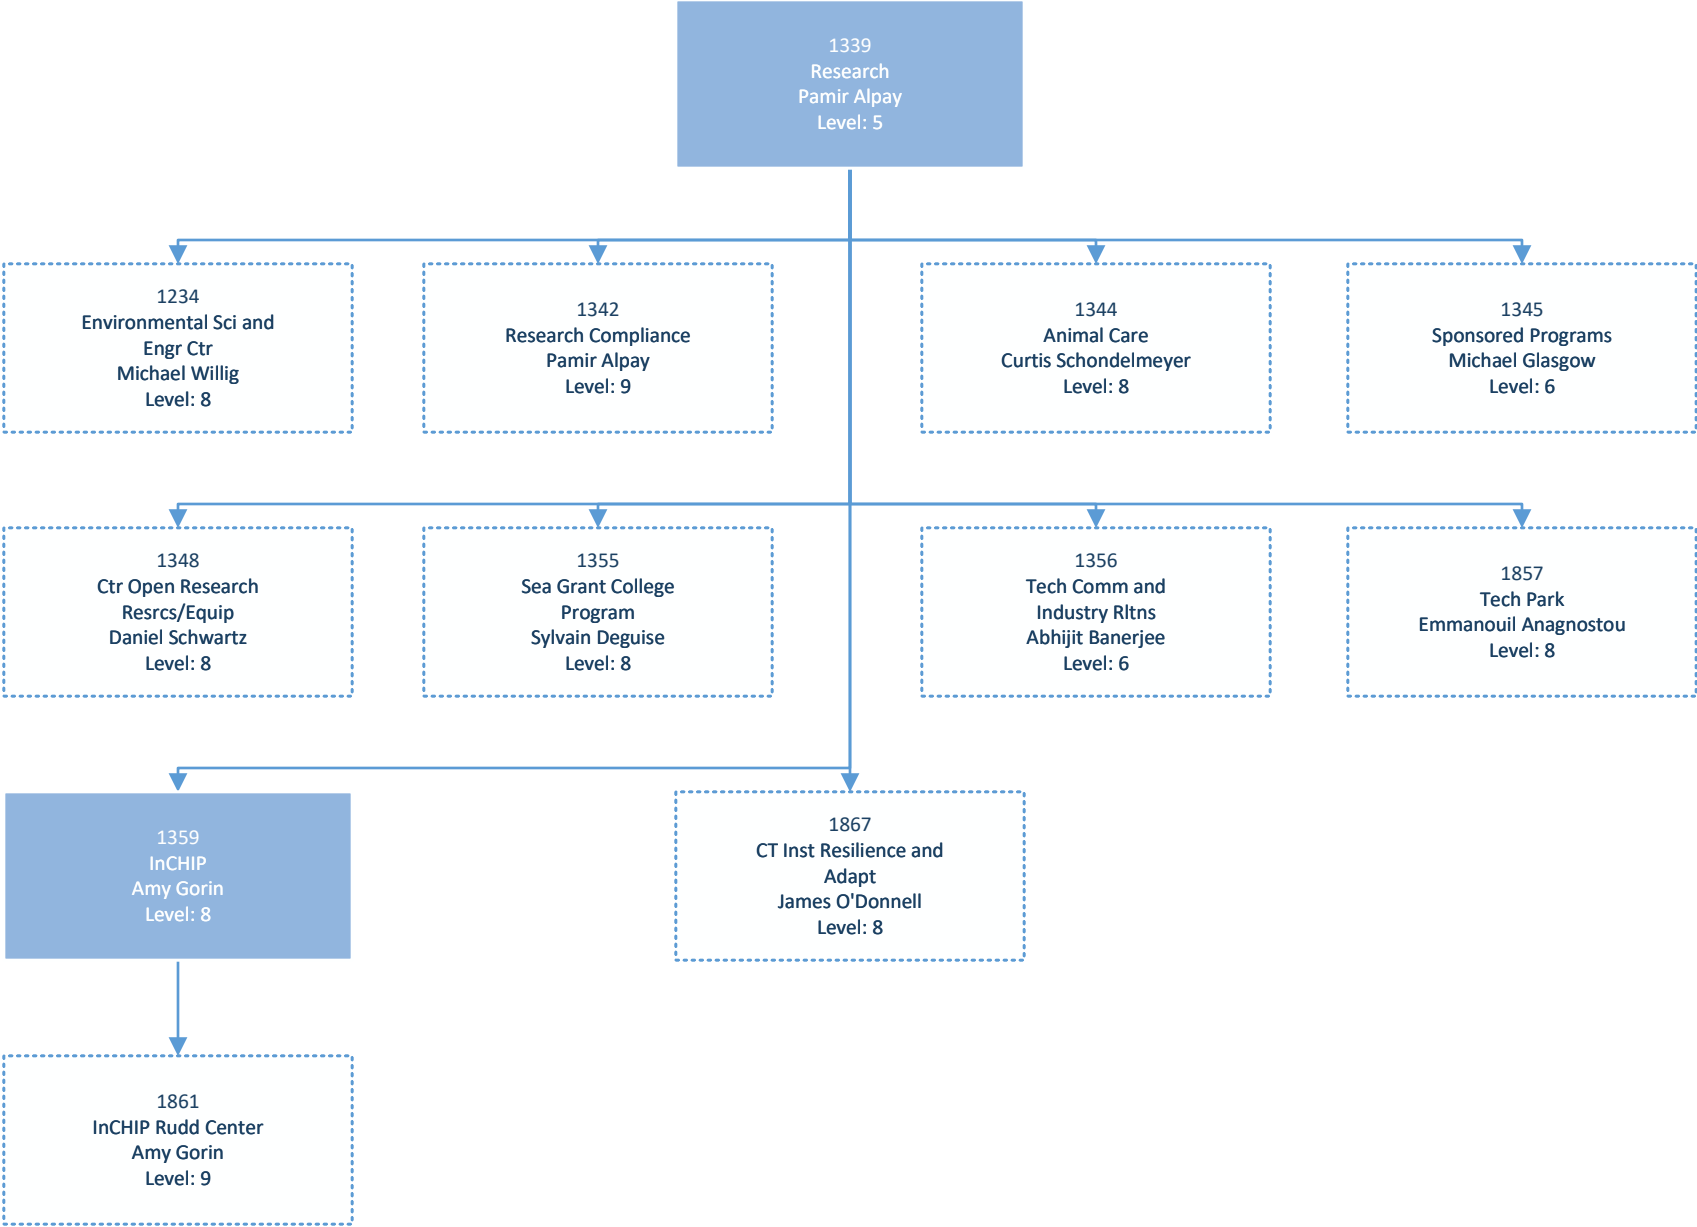 1339
Research
Pamir Alpay
Level: 5
1234
Environmental Sci and
Engr Ctr
Michael Willig
Level: 8
1342
Research Compliance
Pamir Alpay
Level: 9
1344
Animal Care
Curtis Schondelmeyer
Level: 8
1345
Sponsored Programs
Michael Glasgow
Level: 6
1348
Ctr Open Research
Resrcs/Equip
Daniel Schwartz
Level: 8
1355
Sea Grant College
Program
Sylvain Deguise
Level: 8
1356
Tech Comm and
Industry Rltns
Abhijit Banerjee
Level: 6
1857
Tech Park
Emmanouil Anagnostou
Level: 8
1359
InCHIP
Amy Gorin
Level: 8
1867
CT Inst Resilience and
Adapt
James O'Donnell
Level: 8
1861
InCHIP Rudd Center
Amy Gorin
Level: 9